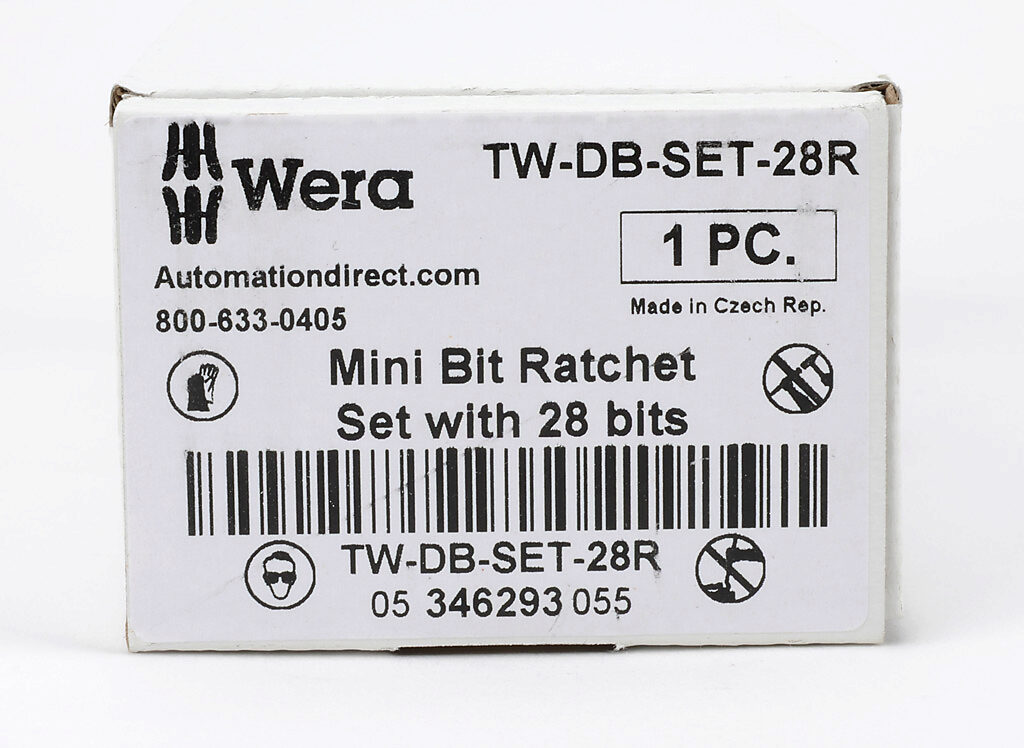 Wera
TW-DB-SET-28R
1 PC.
Automationdirect.com
Made in Czech Rep.
800-633-0405
Mini Bit Ratchet
Set with 28 bits
TW-DB-SET-28R
05 346293 055